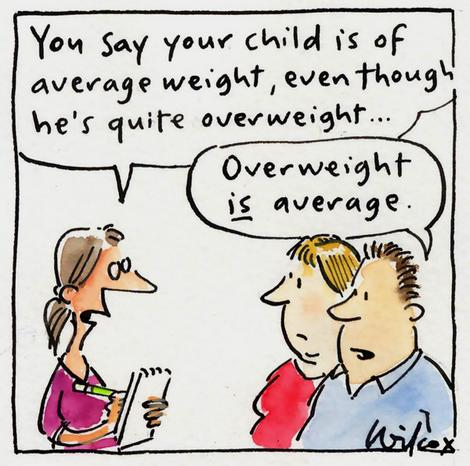 You say your child is of
average weight, even though
he's quite overweight...
Overweight
is average.
Wilcox